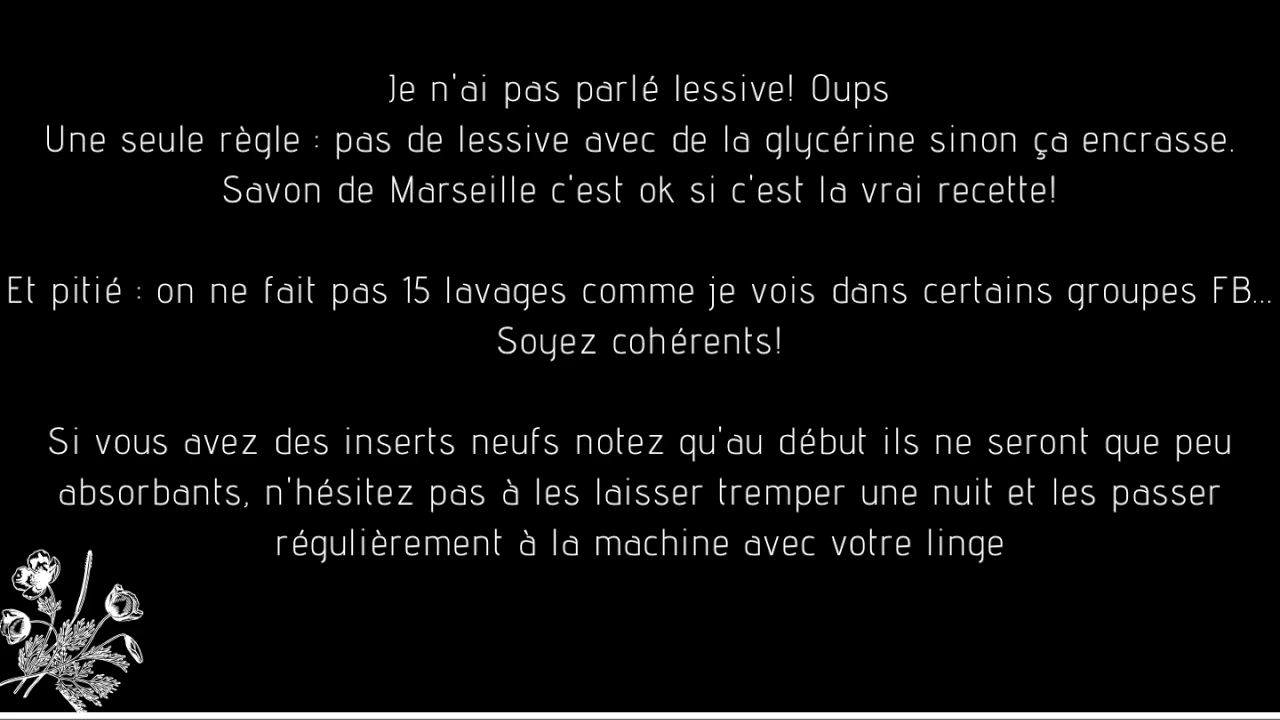 Je n'ai pas parlé lessive! Oups
Une seule règle : pas de lessive avec de la glycérine sinon ça encrasse.
Savon de Marseille c'est ok si c'est la vrai recette!
Et pitié : on ne fait pas 15 lavages comme je vois dans certains groupes FB...
Soyez cohérents!
Si vous avez des inserts neufs notez qu'au début ils ne seront que peu
absorbants, n'hésitez pas à les laisser tremper une nuit et les passer
régulièrement à la machine avec votre linge